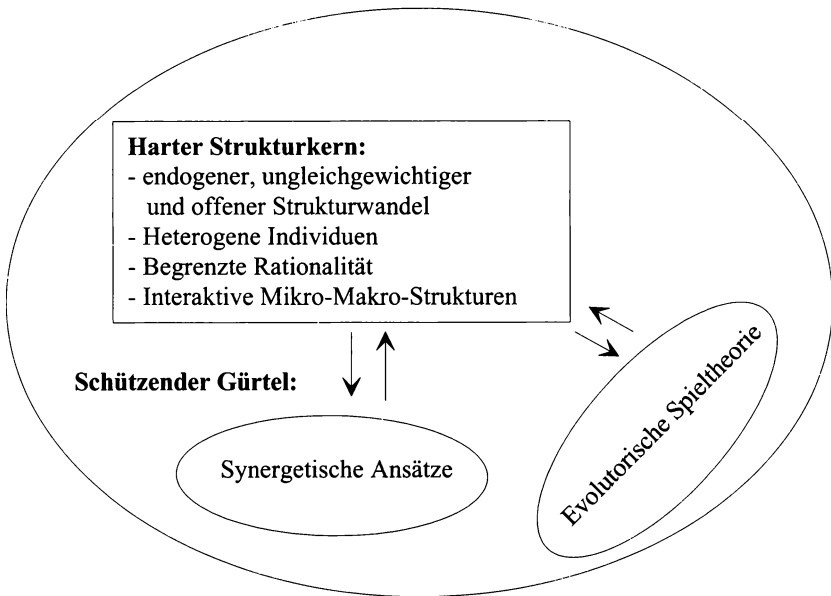 Harter Strukturkern:
- endogener, ungleichgewichtiger
und offener Strukturwandel
- Heterogene Individuen
- Begrenzte Rationalität
- Interaktive Mikro-Makro-Strukturen
Schützender Gürtel:
Synergetische Ansätze
Evolutorische Spieltheorie